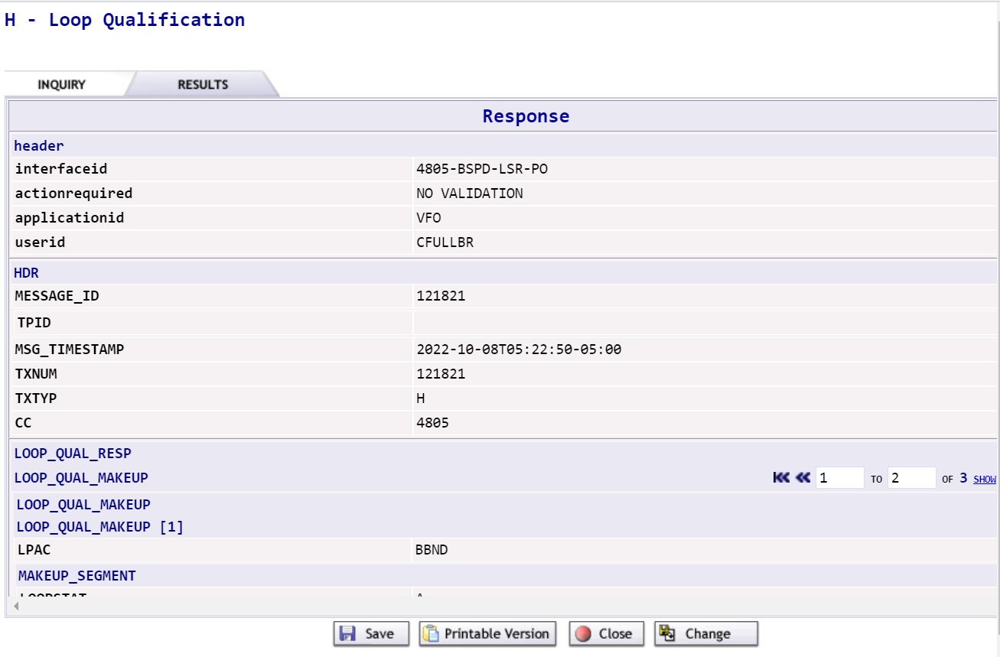 H - Loop Qualification
INQUIRY RESULTS
Response
header
interfaceid 4805-BSPD-LSR-PO
actionrequired NO VALIDATION
applicationid VFO
userid CFULLBR
HDR
MESSAGE_ID 121821
TPID
MSG_TIMESTAMP 2022-10-08T05:22:50-05:00
TXNUM 121821
TXTYP H
CC 4805
LOOP_QUAL_RESP
LOOP_QUAL_MAKEUP 1 TO 2 OF 3 SHOW
LOOP_QUAL_MAKEUP
LOOP_QUAL_MAKEUP [1]
LPAC BBND
MAKEUP_SEGMENT
LOOPSTAT A
Save Printable Version Close Change